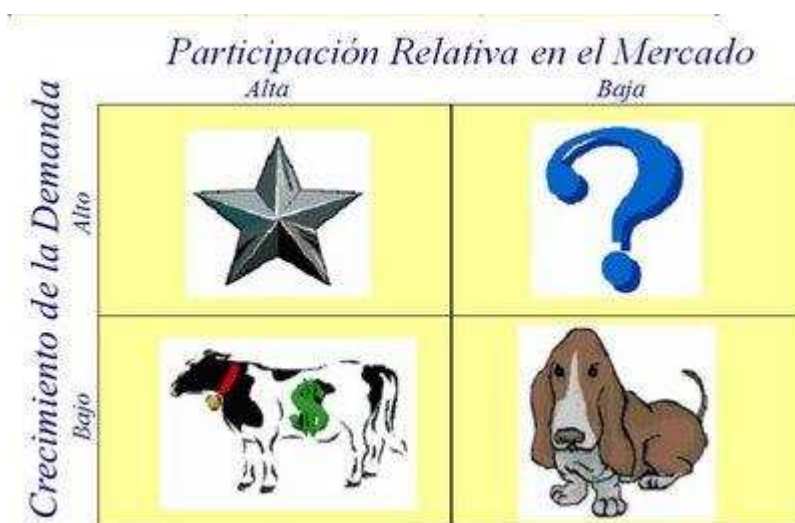 Participación Relativa en el Mercado
Alta Baja
Crecimiento de la Demanda
Alto
$
Bajo